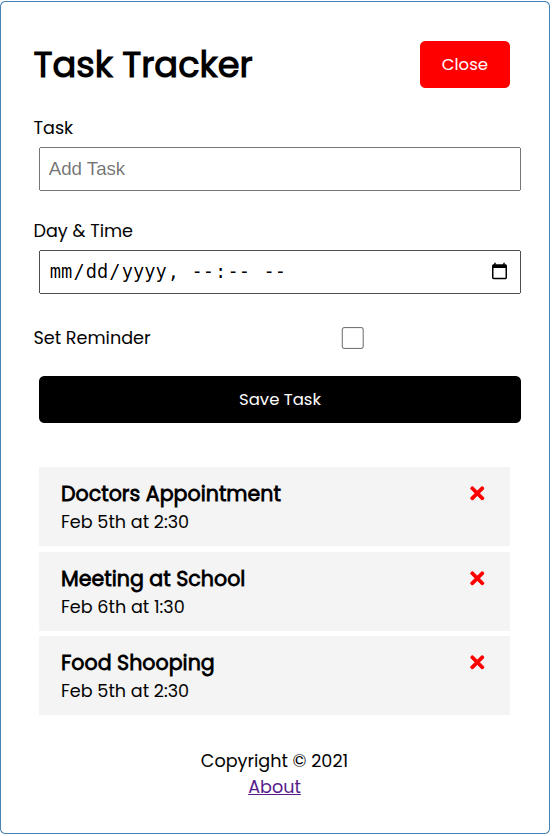 Task Tracker
Close
Task
Add Task
Day & Time
mm/dd/yyyy, --:-- --
Set Reminder
Save Task
Doctors Appointment
Feb 5th at 2:30
Meeting at School
Feb 6th at 1:30
Food Shooping
Feb 5th at 2:30
Copyright © 2021
About